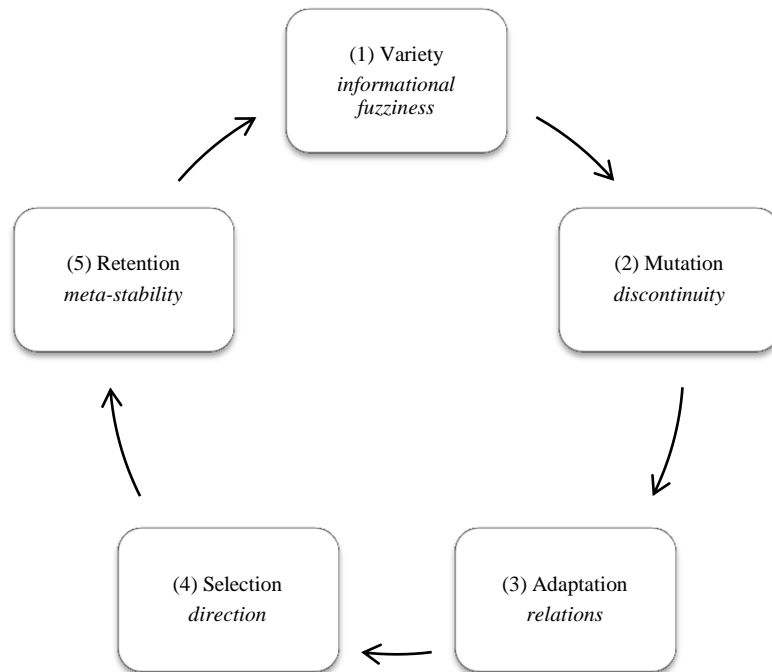 (1) Variety
informational
fuzziness
(2) Mutation
discontinuity
(3) Adaptation
relations
(4) Selection
direction
(5) Retention
meta-stability